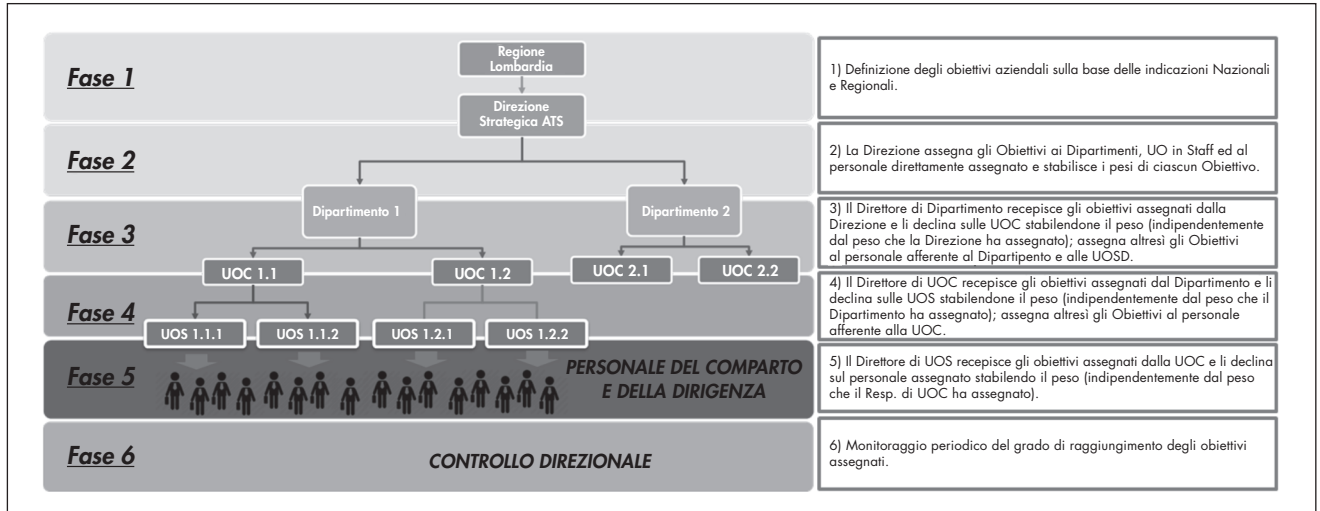 Fase 1
Regione
Lombardia
Direzione
Strategica ATS
1) Definizione degli obiettivi aziendali sulla base delle indicazioni Nazionali
e Regionali.
Fase 2
2) La Direzione assegna gli Obiettivi ai Dipartimenti, UO in Staff ed al
personale direttamente assegnato e stabilisce i pesi di ciascun Obiettivo.
Fase 3
Dipartimento 1
Dipartimento 2
UOC 1.1
UOC 1.2
UOC 2.1
UOC 2.2
3) Il Direttore di Dipartimento recepisce gli obiettivi assegnati dalla
Direzione e li declina sulle UOC stabilendone il peso (indipendentemente
dal peso che la Direzione ha assegnato); assegna altresì gli Obiettivi
al personale afferente al Dipartipento e alle UOSD.
Fase 4
UOS 1.1.1
UOS 1.1.2
UOS 1.2.1
UOS 1.2.2
4) Il Direttore di UOC recepisce gli obiettivi assegnati dal Dipartimento e li
declina sulle UOS stabilendone il peso (indipendentemente dal peso che il
Dipartimento ha assegnato); assegna altresì gli Obiettivi al personale
afferente alla UOC.
Fase 5
PERSONALE DEL COMPARTO
E DELLA DIRIGENZA
5) Il Direttore di UOS recepisce gli obiettivi assegnati dalla UOC e li declina
sul personale assegnato stabilendo il peso (indipendentemente dal peso
che il Resp. di UOC ha assegnato).
Fase 6
CONTROLLO DIREZIONALE
6) Monitoraggio periodico del grado di raggiungimento degli obiettivi
assegnati.